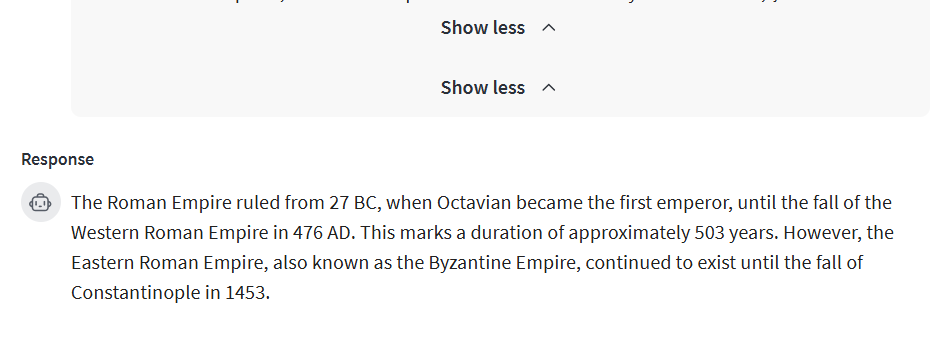 Show less
Show less
Response
The Roman Empire ruled from 27 BC, when Octavian became the first emperor, until the fall of the
Western Roman Empire in 476 AD. This marks a duration of approximately 503 years. However, the
Eastern Roman Empire, also known as the Byzantine Empire, continued to exist until the fall of
Constantinople in 1453.